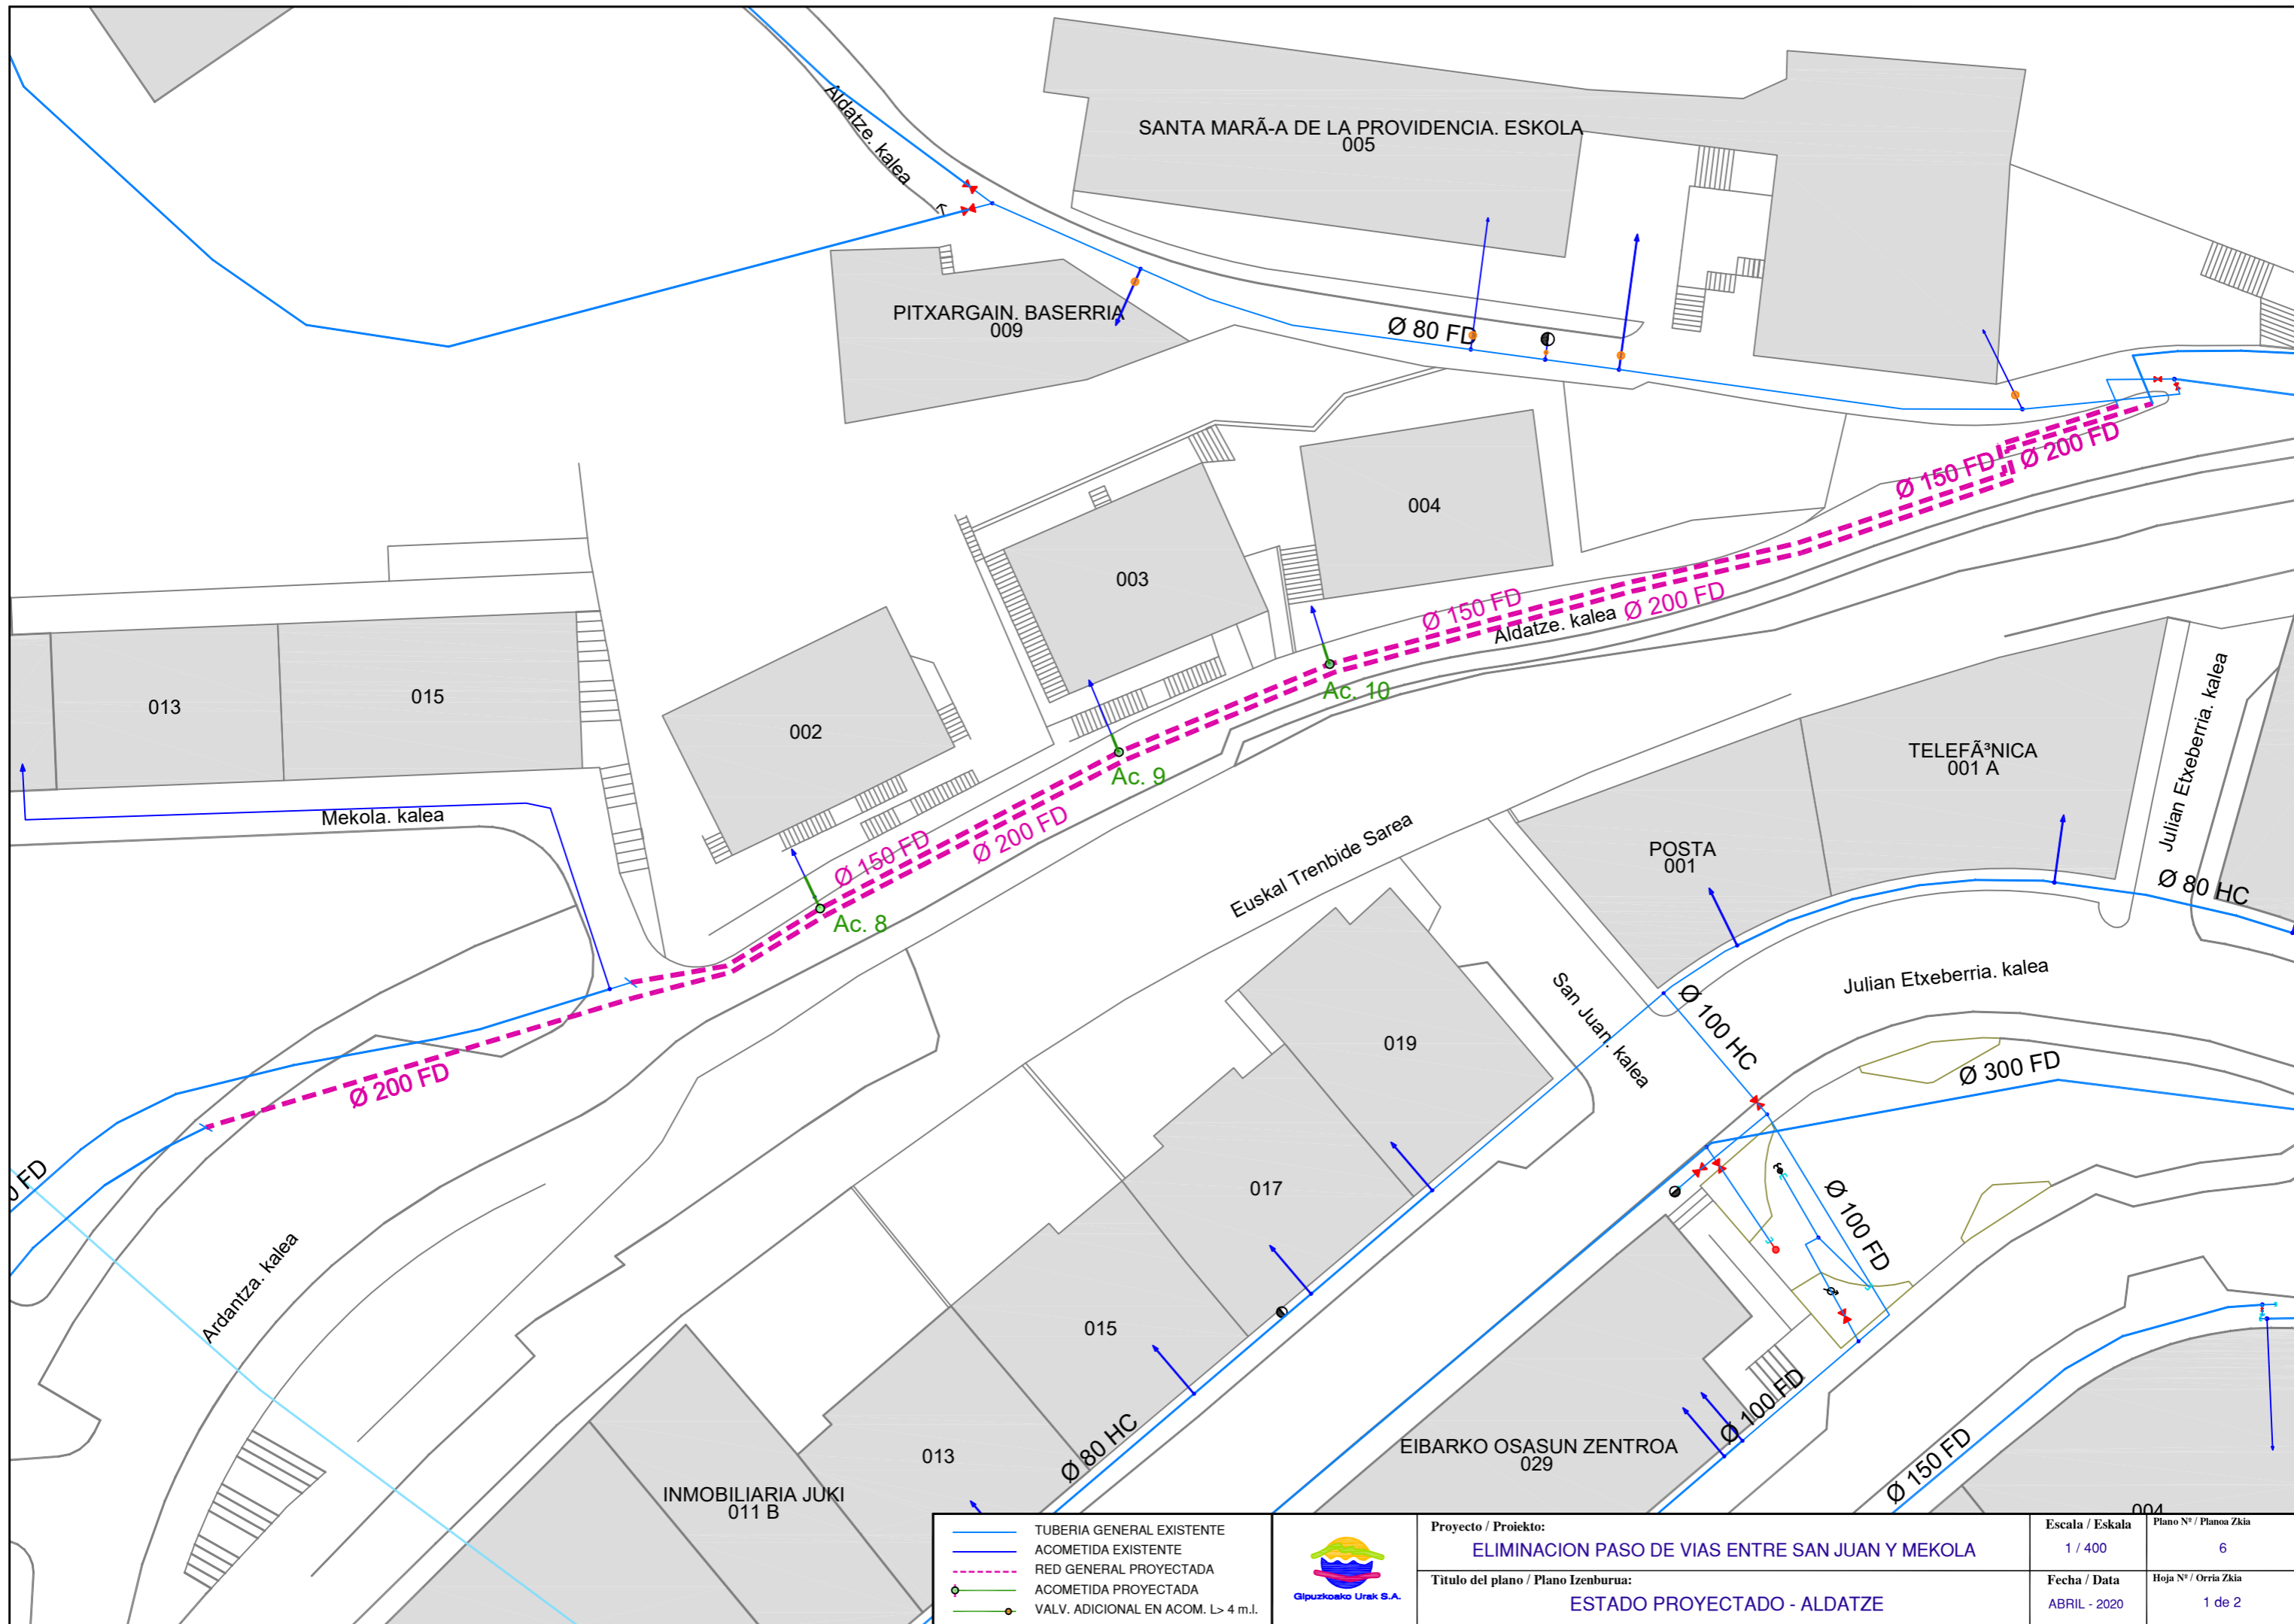 Aldatze. kalea
SANTA MARÃ-A DE LA PROVIDENCIA. ESKOLA
005
PITXARGAIN. BASERRIA
009
Ø 80 FD
Ø 150 FD
Ø 200 FD
004
003
Ø 150 FD
Ø 200 FD
Aldatze. kalea
Ac. 10
013
015
002
Ac. 9
Mekola. kalea
Ø 150 FD
Ø 200 FD
Ac. 8
Euskal Trenbide Sarea
TELEFÃ³NICA
001 A
Julian Etxeberria. kalea
POSTA
001
Ø 80 HC
Julian Etxeberria. kalea
San Juan. kalea
Ø 100 HC
Ø 200 FD
019
Ø 300 FD
0 FD
017
Ø 100 FD
Ardantza. kalea
015
Ø 80 HC
013
Ø 100 FD
EIBARKO OSASUN ZENTROA
029
Ø 150 FD
INMOBILIARIA JUKI
011 B
004
TUBERIA GENERAL EXISTENTE
ACOMETIDA EXISTENTE
RED GENERAL PROYECTADA
ACOMETIDA PROYECTADA
VALV. ADICIONAL EN ACOM. L> 4 m.l.
Gipuzkoako Urak S.A.
Proyecto / Proiekto:
ELIMINACION PASO DE VIAS ENTRE SAN JUAN Y MEKOLA
Titulo del plano / Plano Izenburua:
ESTADO PROYECTADO - ALDATZE
Escala / Eskala
1 / 400
Plano Nº / Planoa Zkia
6
Fecha / Data
ABRIL - 2020
Hoja Nº / Orria Zkia
1 de 2